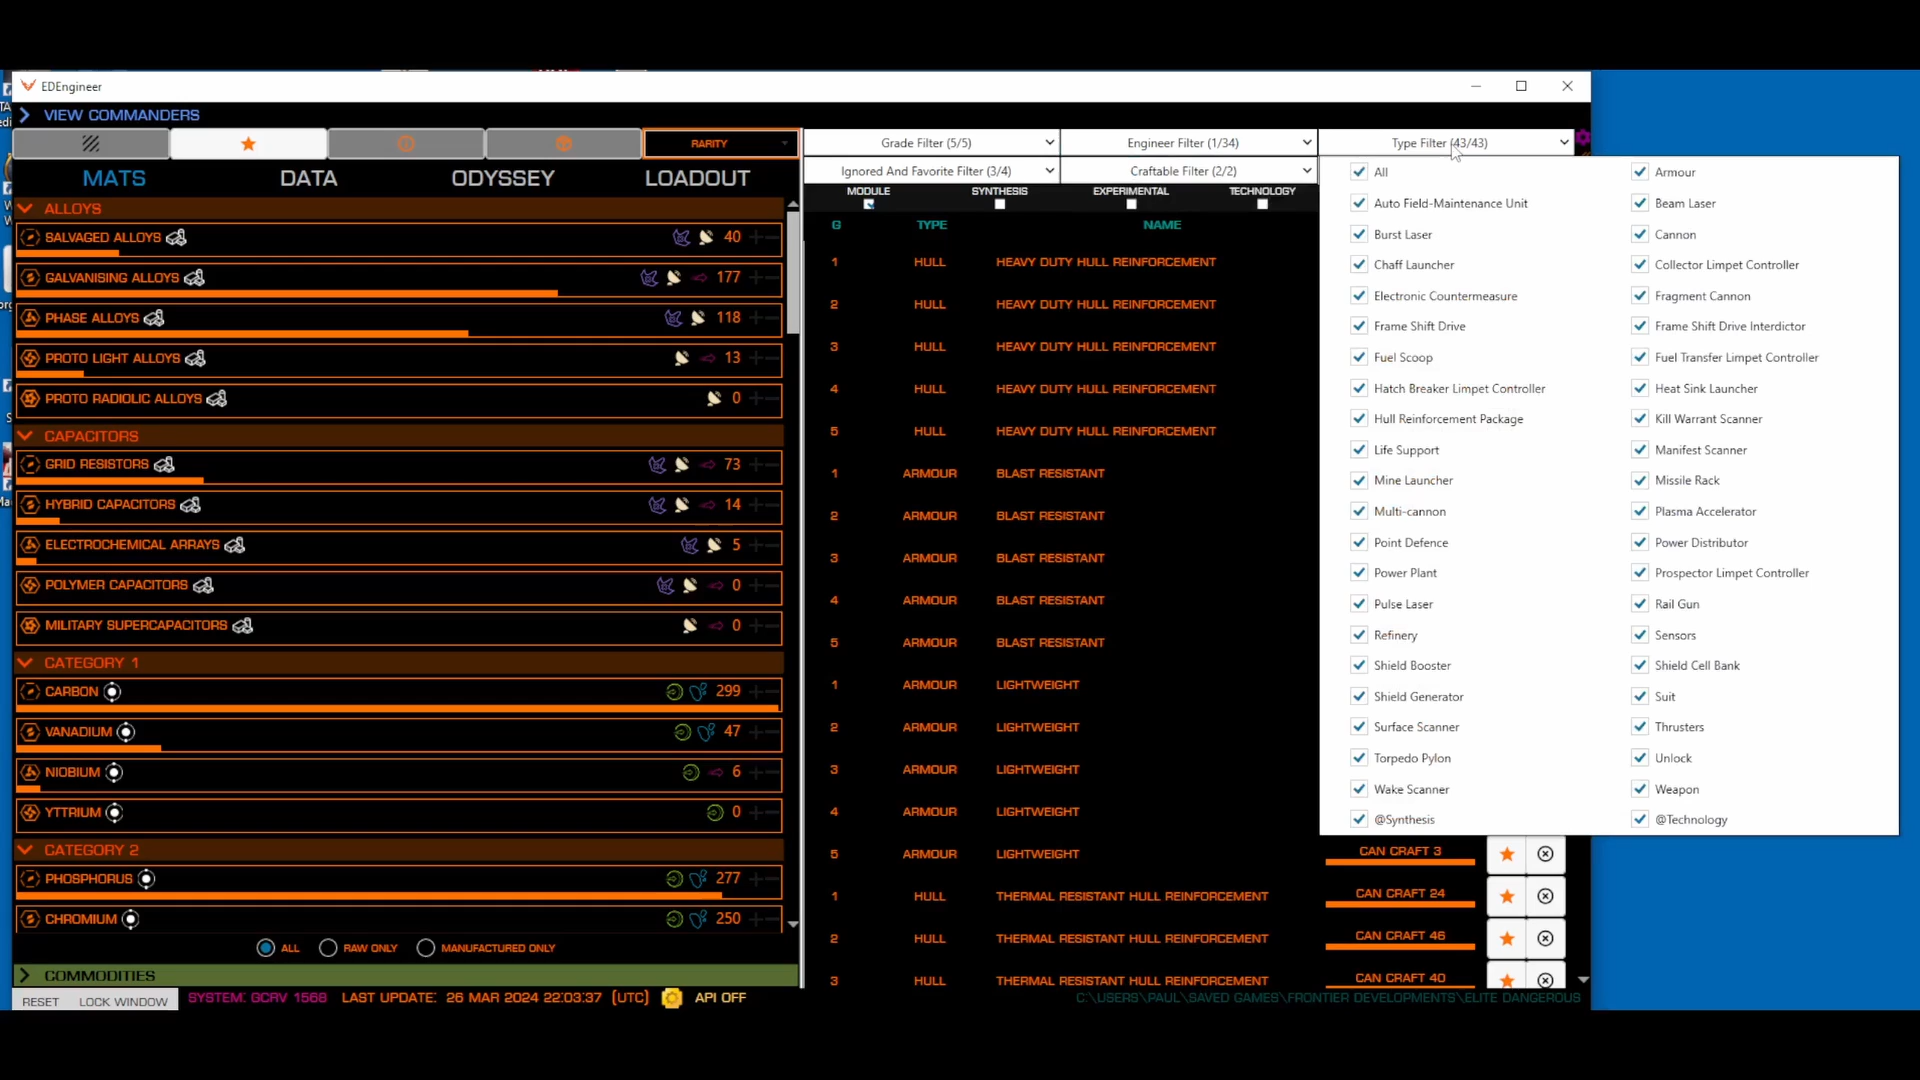 EDEngineer
VIEW COMMANDERS
RARITY
MATS DATA ODYSSEY LOADOUT
ALLOYS
SALVAGED ALLOYS 40
GALVANISING ALLOYS 177
PHASE ALLOYS 118
PROTO LIGHT ALLOYS 13
PROTO RADIOLIC ALLOYS 0
CAPACITORS
GRID RESISTORS 73
HYBRID CAPACITORS 14
ELECTROCHEMICAL ARRAYS 5
POLYMER CAPACITORS 0
MILITARY SUPERCAPACITORS 0
CATEGORY 1
CARBON 299
VANADIUM 47
NIOBIUM 6
YTTRIUM 0
CATEGORY 2
PHOSPHORUS 277
CHROMIUM 250
ALL RAW ONLY MANUFACTURED ONLY
COMMODITIES
RESET LOCK WINDOW SYSTEM: GCRV 1568 LAST UPDATE: 26 MAR 2024 22:03:37 (UTC) API OFF
Grade Filter (5/5) Engineer Filter (1/34) Type Filter (43/43)
Ignored And Favorite Filter (3/4) Craftable Filter (2/2)
MODULE SYNTHESIS EXPERIMENTAL TECHNOLOGY
G TYPE NAME
1 HULL HEAVY DUTY HULL REINFORCEMENT
2 HULL HEAVY DUTY HULL REINFORCEMENT
3 HULL HEAVY DUTY HULL REINFORCEMENT
4 HULL HEAVY DUTY HULL REINFORCEMENT
5 HULL HEAVY DUTY HULL REINFORCEMENT
1 ARMOUR BLAST RESISTANT
2 ARMOUR BLAST RESISTANT
3 ARMOUR BLAST RESISTANT
4 ARMOUR BLAST RESISTANT
5 ARMOUR BLAST RESISTANT
1 ARMOUR LIGHTWEIGHT
2 ARMOUR LIGHTWEIGHT
3 ARMOUR LIGHTWEIGHT
4 ARMOUR LIGHTWEIGHT
5 ARMOUR LIGHTWEIGHT CAN CRAFT 3
1 HULL THERMAL RESISTANT HULL REINFORCEMENT CAN CRAFT 24
2 HULL THERMAL RESISTANT HULL REINFORCEMENT CAN CRAFT 46
3 HULL THERMAL RESISTANT HULL REINFORCEMENT CAN CRAFT 40
C:\USERS\PAUL\SAVED GAMES\FRONTIER DEVELOPMENTS\ELITE DANGEROUS
All Armour
Auto Field-Maintenance Unit Beam Laser
Burst Laser Cannon
Chaff Launcher Collector Limpet Controller
Electronic Countermeasure Fragment Cannon
Frame Shift Drive Frame Shift Drive Interdictor
Fuel Scoop Fuel Transfer Limpet Controller
Hatch Breaker Limpet Controller Heat Sink Launcher
Hull Reinforcement Package Kill Warrant Scanner
Life Support Manifest Scanner
Mine Launcher Missile Rack
Multi-cannon Plasma Accelerator
Point Defence Power Distributor
Power Plant Prospector Limpet Controller
Pulse Laser Rail Gun
Refinery Sensors
Shield Booster Shield Cell Bank
Shield Generator Suit
Surface Scanner Thrusters
Torpedo Pylon Unlock
Wake Scanner Weapon
@Synthesis @Technology